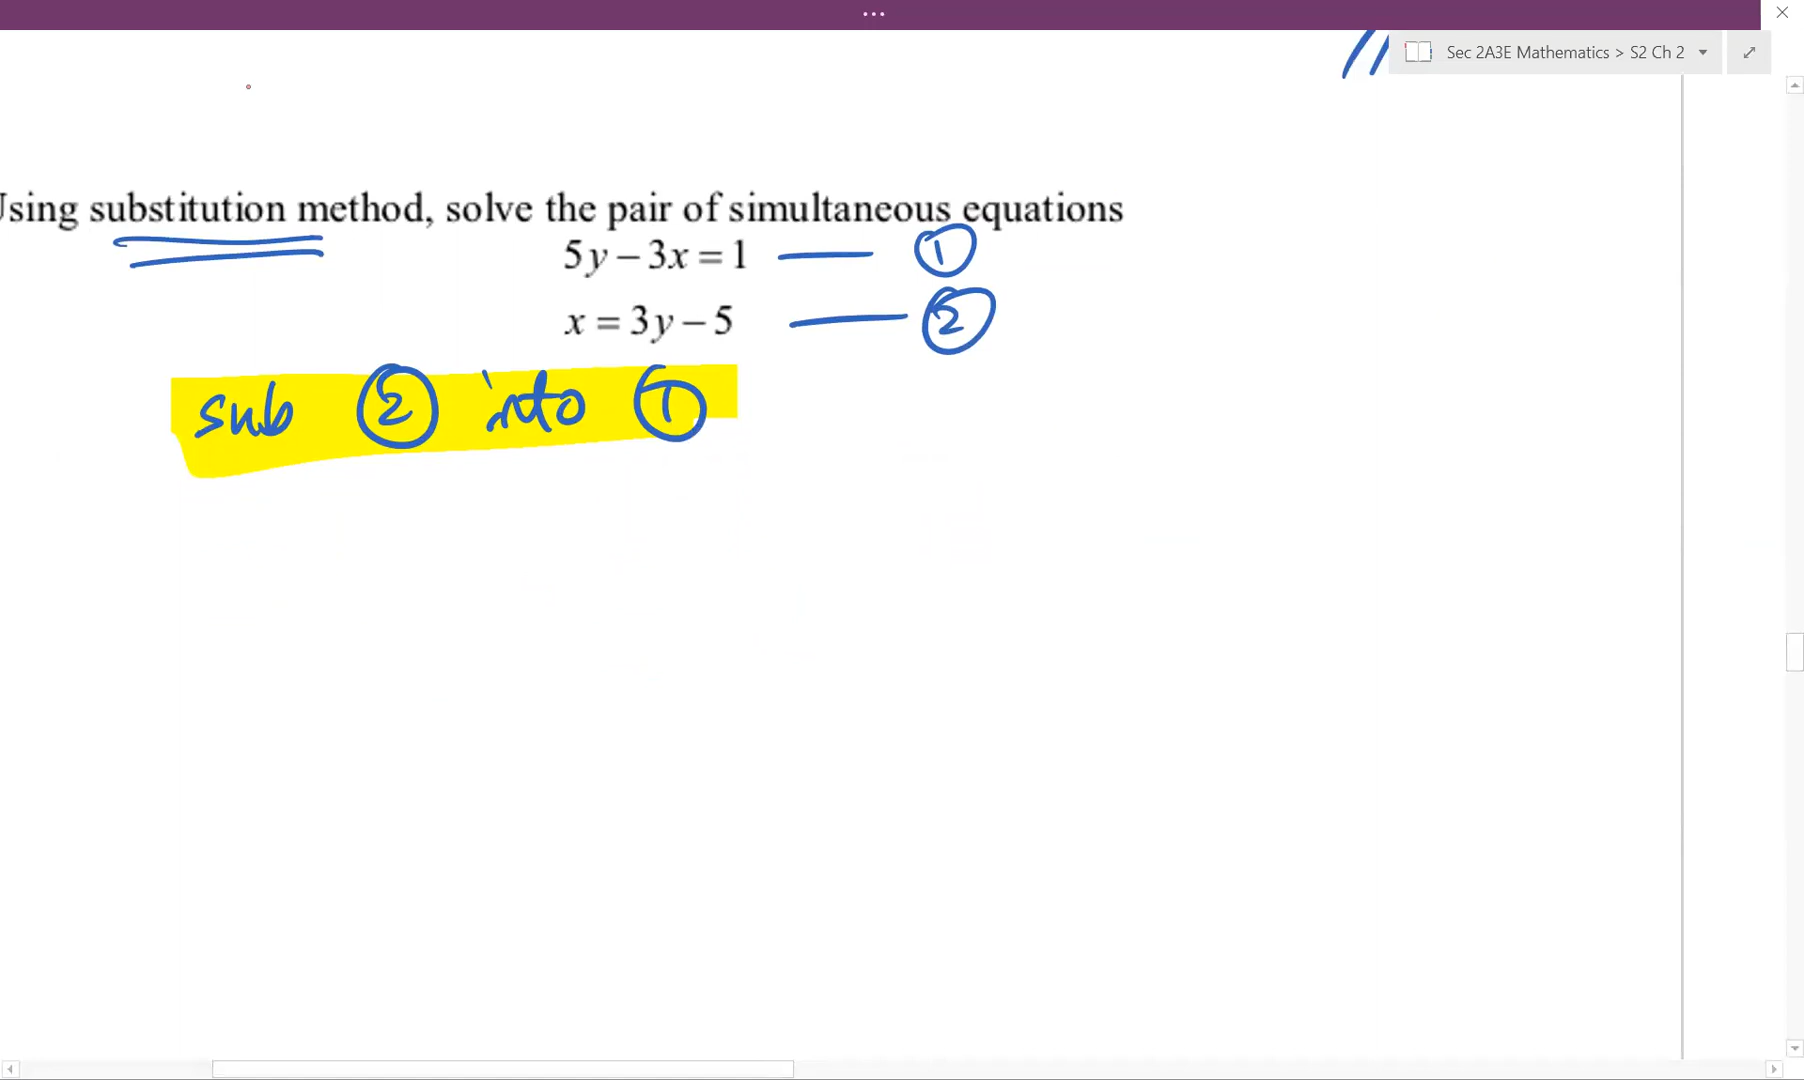 Sec 2A3E Mathematics > S2 Ch 2
Using substitution method, solve the pair of simultaneous equations
5y − 3x = 1 —— ①
x = 3y − 5 —— ②
sub ② into ①